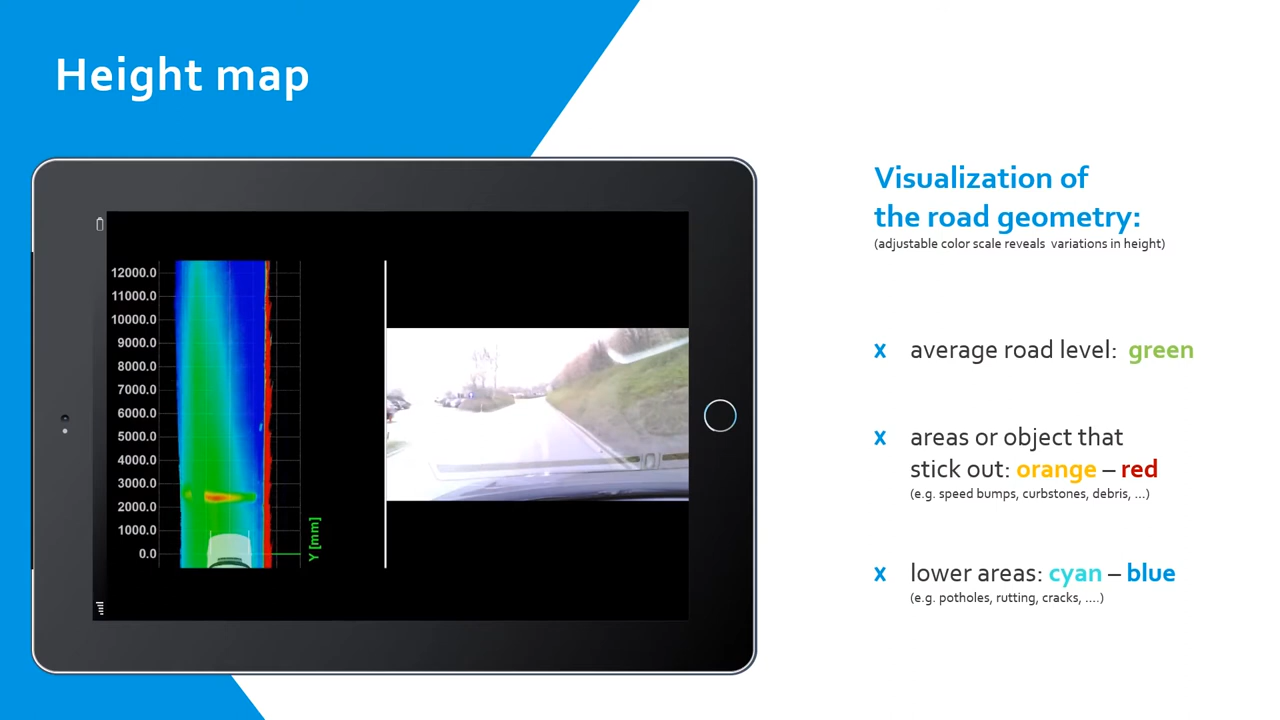 Height map
12000.0
11000.0
10000.0
9000.0
8000.0
7000.0
6000.0
5000.0
4000.0
3000.0
2000.0
1000.0
0.0
Y [mm]
Visualization of
the road geometry:
(adjustable color scale reveals variations in height)
x average road level: green
x areas or object that
stick out: orange – red
(e.g. speed bumps, curbstones, debris, ...)
x lower areas: cyan – blue
(e.g. potholes, rutting, cracks, ....)